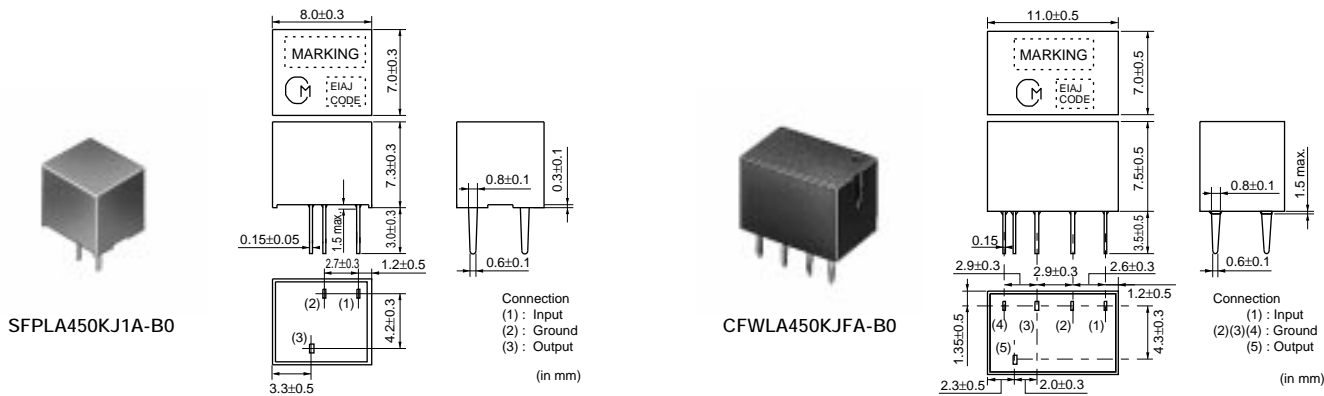 8.0±0.3
MARKING
M
EIAJ
CODE
7.0±0.3
7.3±0.3
0.3±0.1
0.8±0.1
1.5 max.
3.0±0.3
0.15±0.05
0.6±0.1
2.7±0.3
1.2±0.5
(2)
(1)
(3)
4.2±0.3
3.3±0.5
SFPLA450KJ1A-B0
Connection
(1) : Input
(2) : Ground
(3) : Output
(in mm)
11.0±0.5
MARKING
M
EIAJ
CODE
7.0±0.5
7.5±0.5
1.5 max.
0.8±0.1
3.5±0.5
0.15
0.6±0.1
2.9±0.3
2.9±0.3
2.6±0.3
1.2±0.5
(4)
(3)
(2)
(1)
(5)
1.35±0.5
4.3±0.3
2.3±0.5
2.0±0.3
CFWLA450KJFA-B0
Connection
(1) : Input
(2)(3)(4) : Ground
(5) : Output
(in mm)